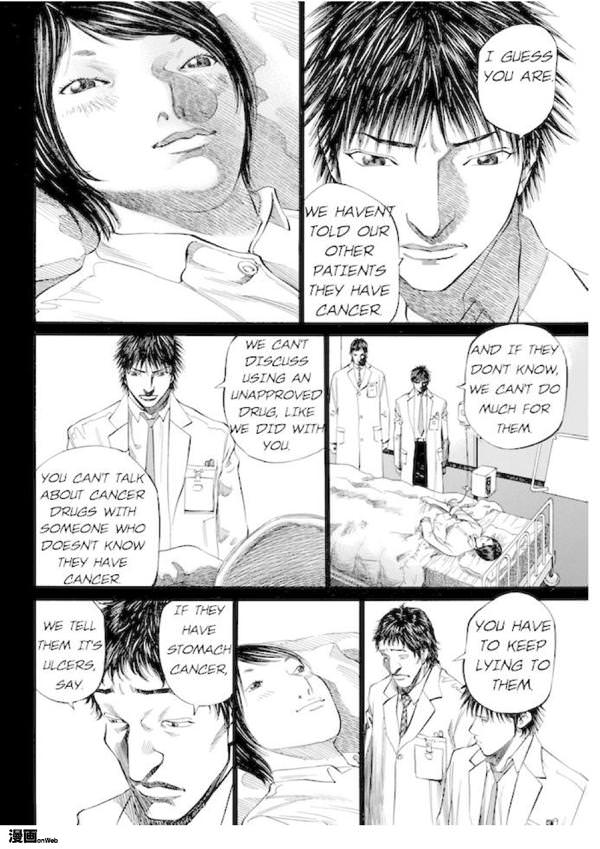 I GUESS
YOU ARE.
WE HAVEN'T
TOLD OUR
OTHER
PATIENTS
THEY HAVE
CANCER
AND IF THEY
DONT KNOW,
WE CAN'T DO
MUCH FOR
THEM.
WE CAN'T
DISCUSS
USING AN
UNAPPROVED
DRUG, LIKE
WE DID WITH
YOU.
YOU CAN'T TALK
ABOUT CANCER
DRUGS WITH
SOMEONE WHO
DOESN'T KNOW
THEY HAVE
CANCER
YOU HAVE
TO KEEP
LYING TO
THEM.
IF THEY
HAVE
STOMACH
CANCER,
WE TELL
THEM IT'S
ULCERS,
SAY.
漫画onWeb